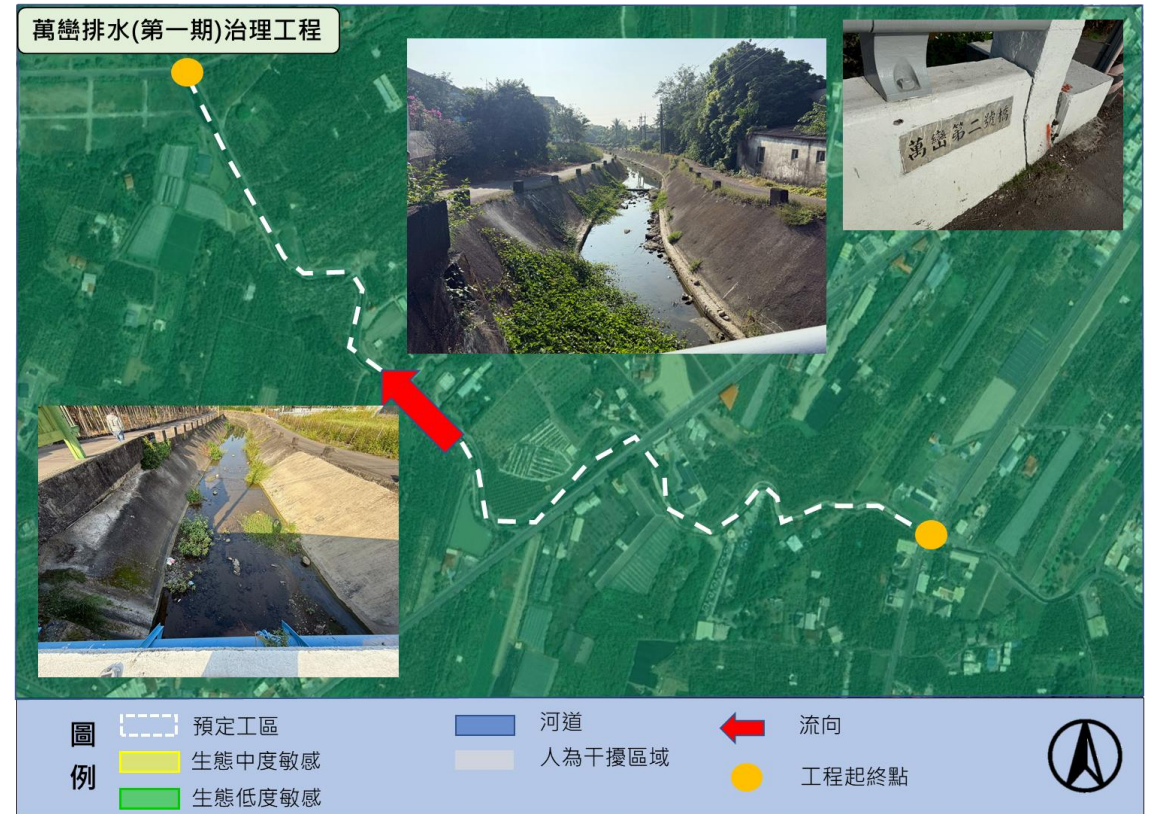 萬巒排水(第一期)治理工程
萬巒第二號橋
圖例
預定工區
生態中度敏感
生態低度敏感
河道
人為干擾區域
流向
工程起終點